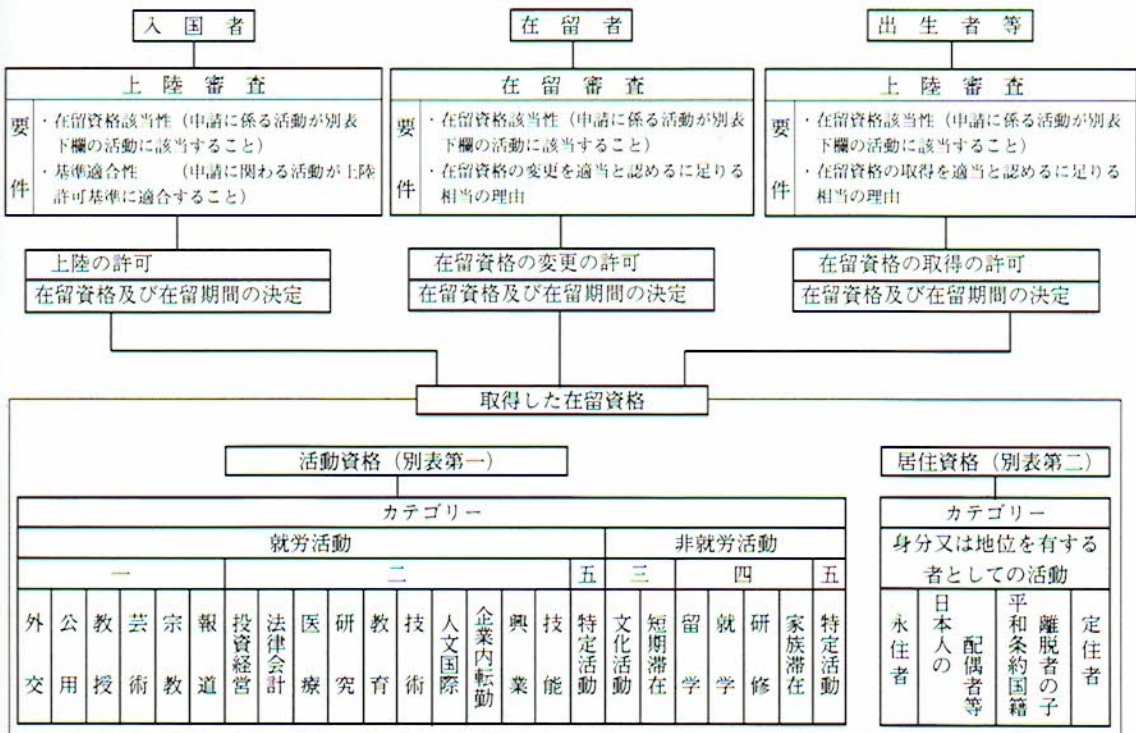 入国者
在留者
出生者等
上陸審査
要件
・在留資格該当性（申請に係る活動が別表
下欄の活動に該当すること）
・基準適合性　　（申請に関わる活動が上陸
許可基準に適合すること）
在留審査
要件
・在留資格該当性（申請に係る活動が別表
下欄の活動に該当すること）
・在留資格の変更を適当と認めるに足りる
相当の理由
上陸審査
要件
・在留資格該当性（申請に係る活動が別表
下欄の活動に該当すること）
・在留資格の取得を適当と認めるに足りる
相当の理由
上陸の許可
在留資格及び在留期間の決定
在留資格の変更の許可
在留資格及び在留期間の決定
在留資格の取得の許可
在留資格及び在留期間の決定
取得した在留資格
活動資格（別表第一）
カテゴリー
就労活動
非就労活動
一
二
五
三
四
五
外交
公用
教授
芸術
宗教
報道
投資経営
法律会計
医療
研究
教育
技術
人文国際
企業内転勤
興業
技能
特定活動
文化活動
短期滞在
留学
就学
研修
家族滞在
特定活動
居住資格（別表第二）
カテゴリー
身分又は地位を有する
者としての活動
永住者
日本人の
配偶者等
平和条約国籍
離脱者の子
定住者